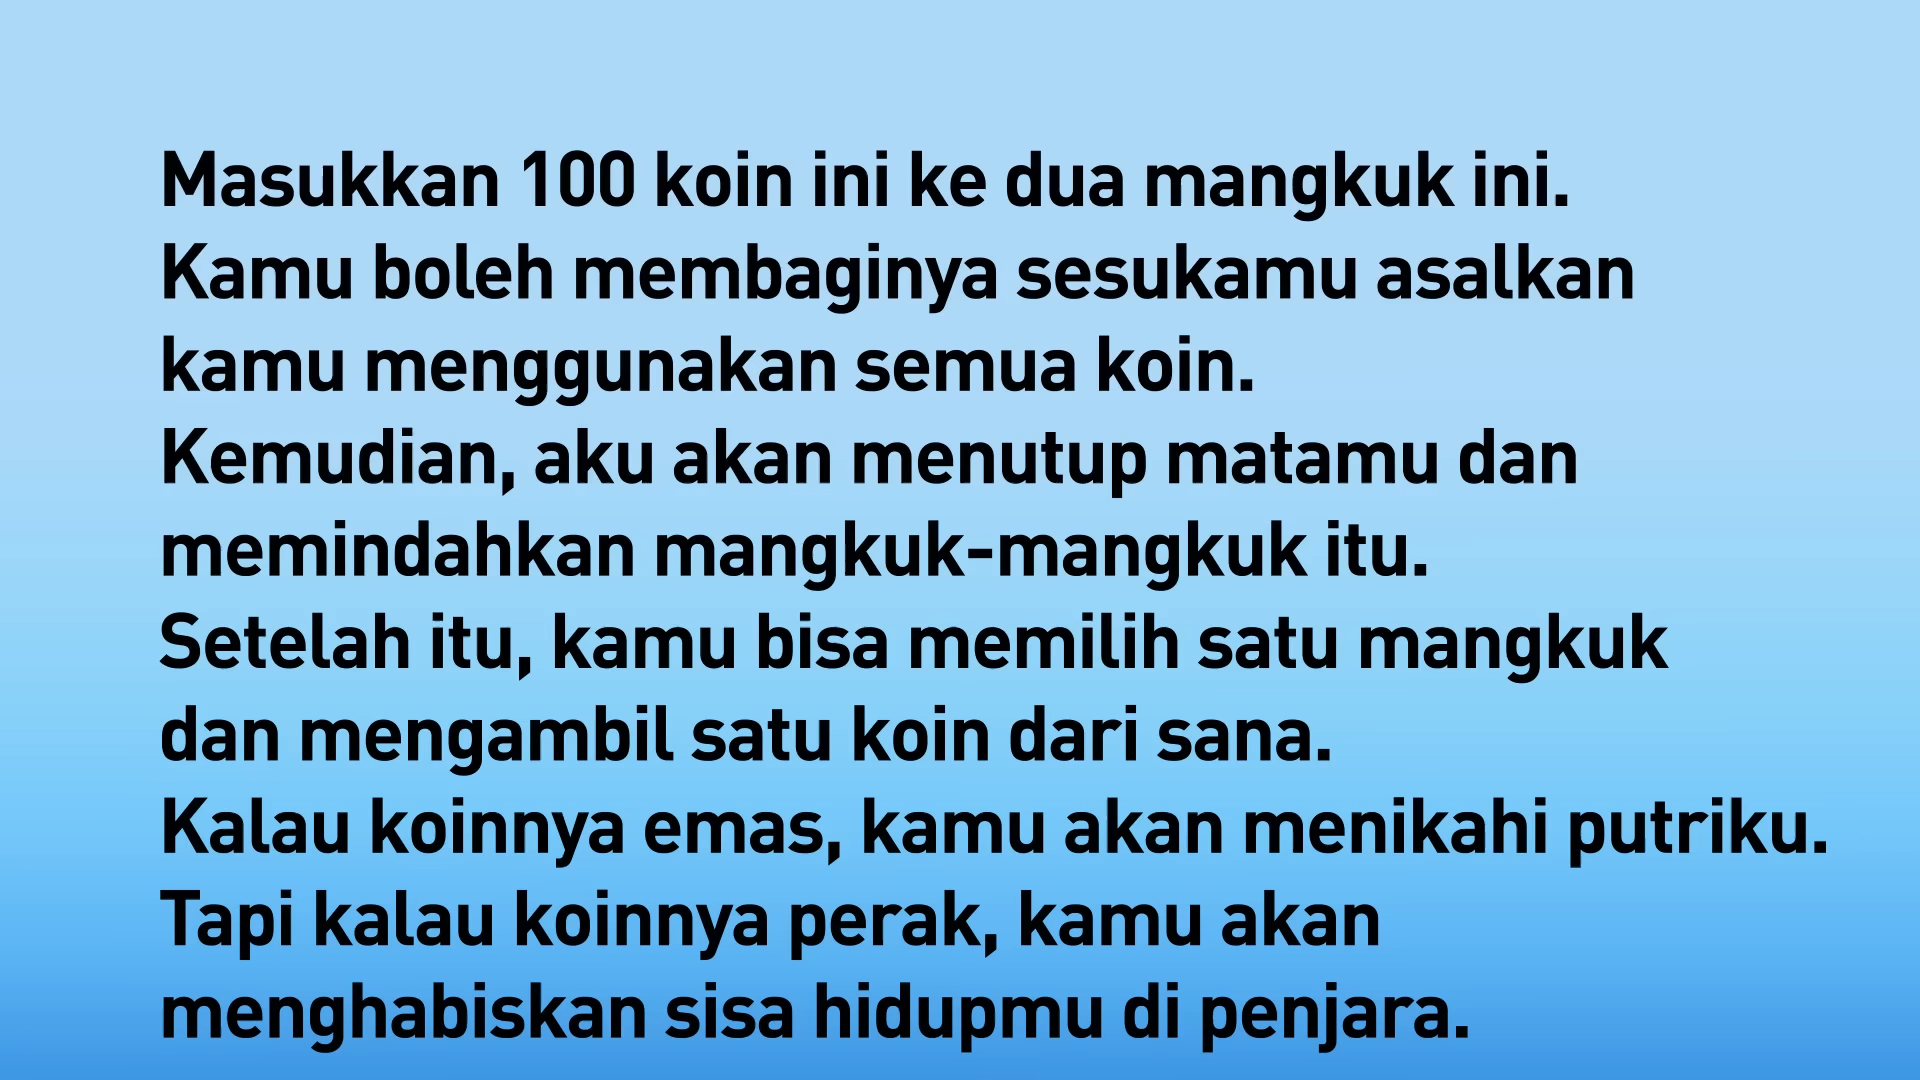 Masukkan 100 koin ini ke dua mangkuk ini.
Kamu boleh membaginya sesukamu asalkan
kamu menggunakan semua koin.
Kemudian, aku akan menutup matamu dan
memindahkan mangkuk-mangkuk itu.
Setelah itu, kamu bisa memilih satu mangkuk
dan mengambil satu koin dari sana.
Kalau koinnya emas, kamu akan menikahi putriku.
Tapi kalau koinnya perak, kamu akan
menghabiskan sisa hidupmu di penjara.